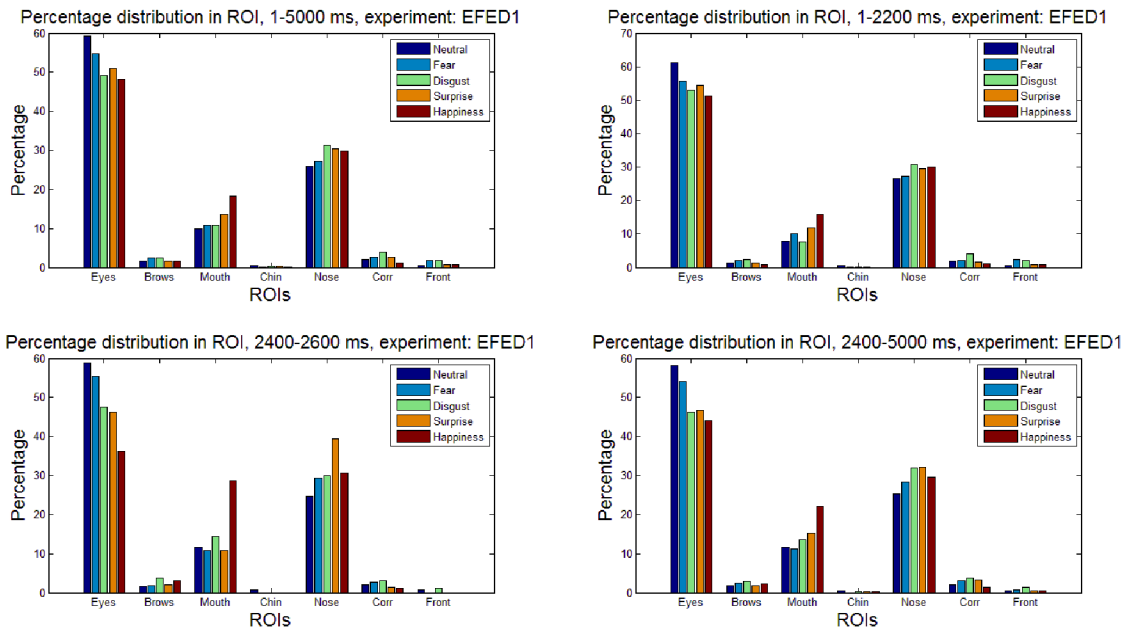 Percentage distribution in ROI, 1-5000 ms, experiment: EFED1
60
50
40
30
20
10
0
Percentage
Neutral
Fear
Disgust
Surprise
Happiness
Eyes Brows Mouth Chin Nose Corr Front
ROIs
Percentage distribution in ROI, 1-2200 ms, experiment: EFED1
70
60
50
40
30
20
10
0
Percentage
Neutral
Fear
Disgust
Surprise
Happiness
Eyes Brows Mouth Chin Nose Corr Front
ROIs
Percentage distribution in ROI, 2400-2600 ms, experiment: EFED1
60
50
40
30
20
10
0
Percentage
Neutral
Fear
Disgust
Surprise
Happiness
Eyes Brows Mouth Chin Nose Corr Front
ROIs
Percentage distribution in ROI, 2400-5000 ms, experiment: EFED1
60
50
40
30
20
10
0
Percentage
Neutral
Fear
Disgust
Surprise
Happiness
Eyes Brows Mouth Chin Nose Corr Front
ROIs